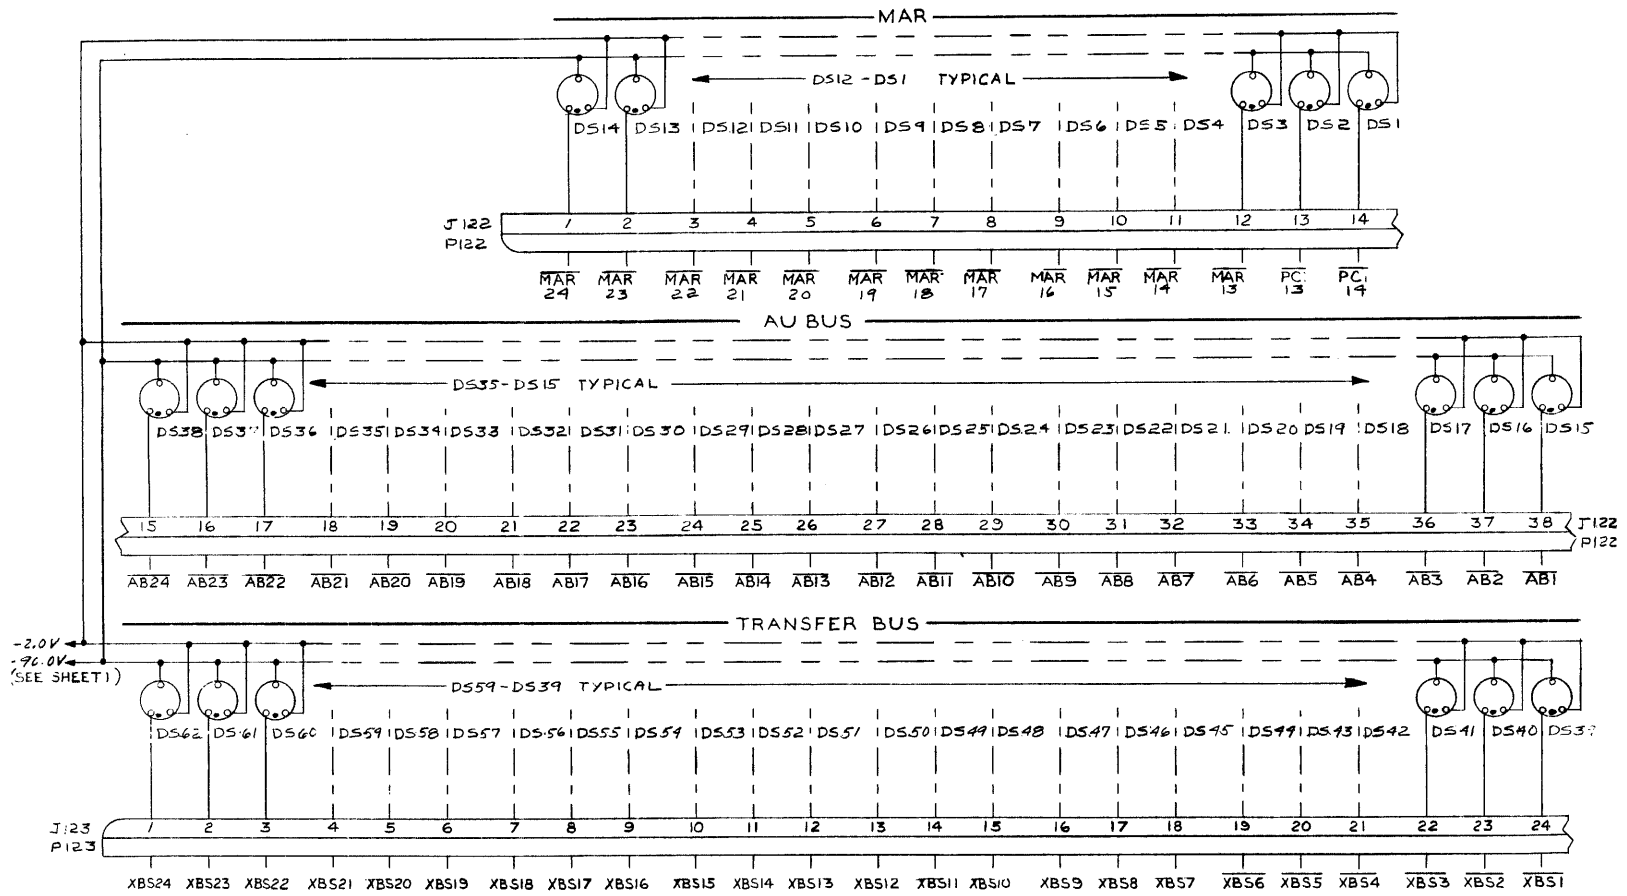 MAR
DS12-DS1 TYPICAL
DS14 DS13 DS12 DS11 DS10 DS9 DS8 DS7 DS6 DS5 DS4 DS3 DS2 DS1
J122 1 2 3 4 5 6 7 8 9 10 11 12 13 14
P122
MAR MAR MAR MAR MAR MAR MAR MAR MAR MAR MAR MAR PC PC
24 23 22 21 20 19 18 17 16 15 14 13 13 14
AU BUS
DS35-DS15 TYPICAL
DS38 DS37 DS36 DS35 DS34 DS33 DS32 DS31 DS30 DS29 DS28 DS27 DS26 DS25 DS24 DS23 DS22 DS21 DS20 DS19 DS18 DS17 DS16 DS15
15 16 17 18 19 20 21 22 23 24 25 26 27 28 29 30 31 32 33 34 35 36 37 38 J122
P122
AB24 AB23 AB22 AB21 AB20 AB19 AB18 AB17 AB16 AB15 AB14 AB13 AB12 AB11 AB10 AB9 AB8 AB7 AB6 AB5 AB4 AB3 AB2 AB1
TRANSFER BUS
-2.0V
-96.0V
(SEE SHEET 1)
DS59-DS39 TYPICAL
DS62 DS61 DS60 DS59 DS58 DS57 DS56 DS55 DS54 DS53 DS52 DS51 DS50 DS49 DS48 DS47 DS46 DS45 DS44 DS43 DS42 DS41 DS40 DS39
J123 1 2 3 4 5 6 7 8 9 10 11 12 13 14 15 16 17 18 19 20 21 22 23 24
P123
XBS24 XBS23 XBS22 XBS21 XBS20 XBS19 XBS18 XBS17 XBS16 XBS15 XBS14 XBS13 XBS12 XBS11 XBS10 XBS9 XBS8 XBS7 XBS6 XBS5 XBS4 XBS3 XBS2 XBS1